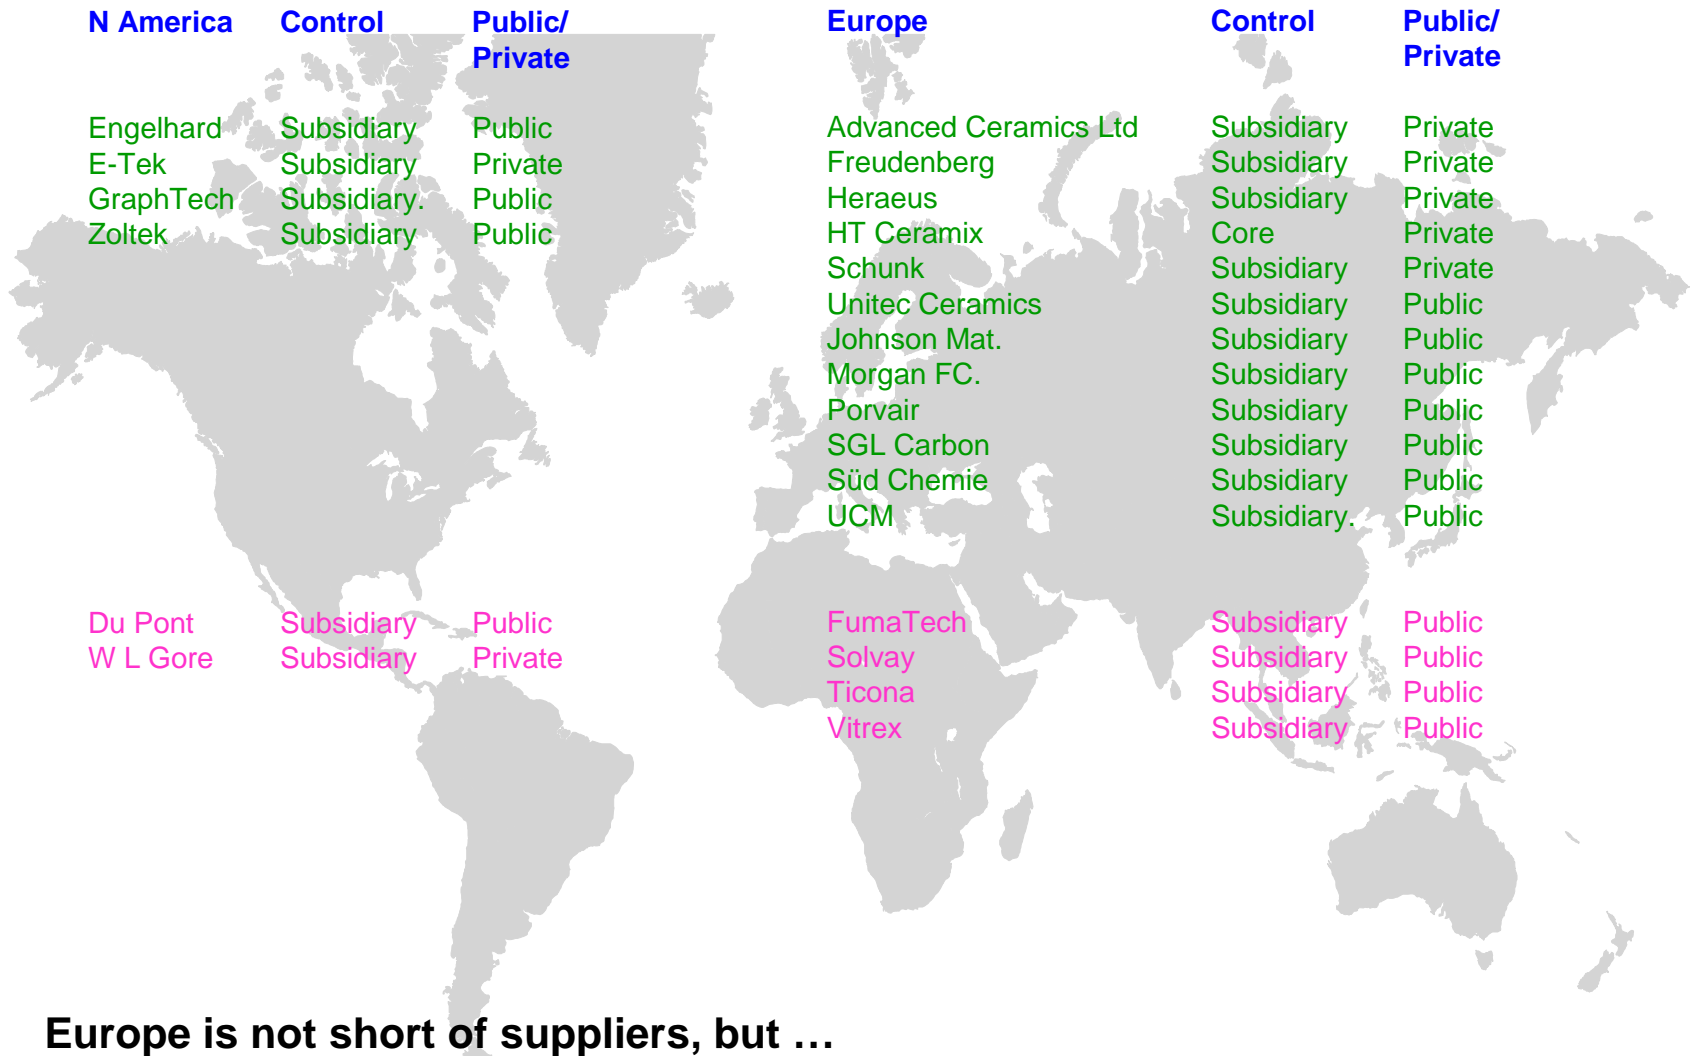 N America Control Public/
Private
Engelhard Subsidiary Public
E-Tek Subsidiary Private
GraphTech Subsidiary. Public
Zoltek Subsidiary Public
Du Pont Subsidiary Public
W L Gore Subsidiary Private
Europe Control Public/
Private
Advanced Ceramics Ltd Subsidiary Private
Freudenberg Subsidiary Private
Heraeus Subsidiary Private
HT Ceramix Core Private
Schunk Subsidiary Private
Unitec Ceramics Subsidiary Public
Johnson Mat. Subsidiary Public
Morgan FC. Subsidiary Public
Porvair Subsidiary Public
SGL Carbon Subsidiary Public
Süd Chemie Subsidiary Public
UCM Subsidiary. Public
FumaTech Subsidiary Public
Solvay Subsidiary Public
Ticona Subsidiary Public
Vitrex Subsidiary Public
Europe is not short of suppliers, but …